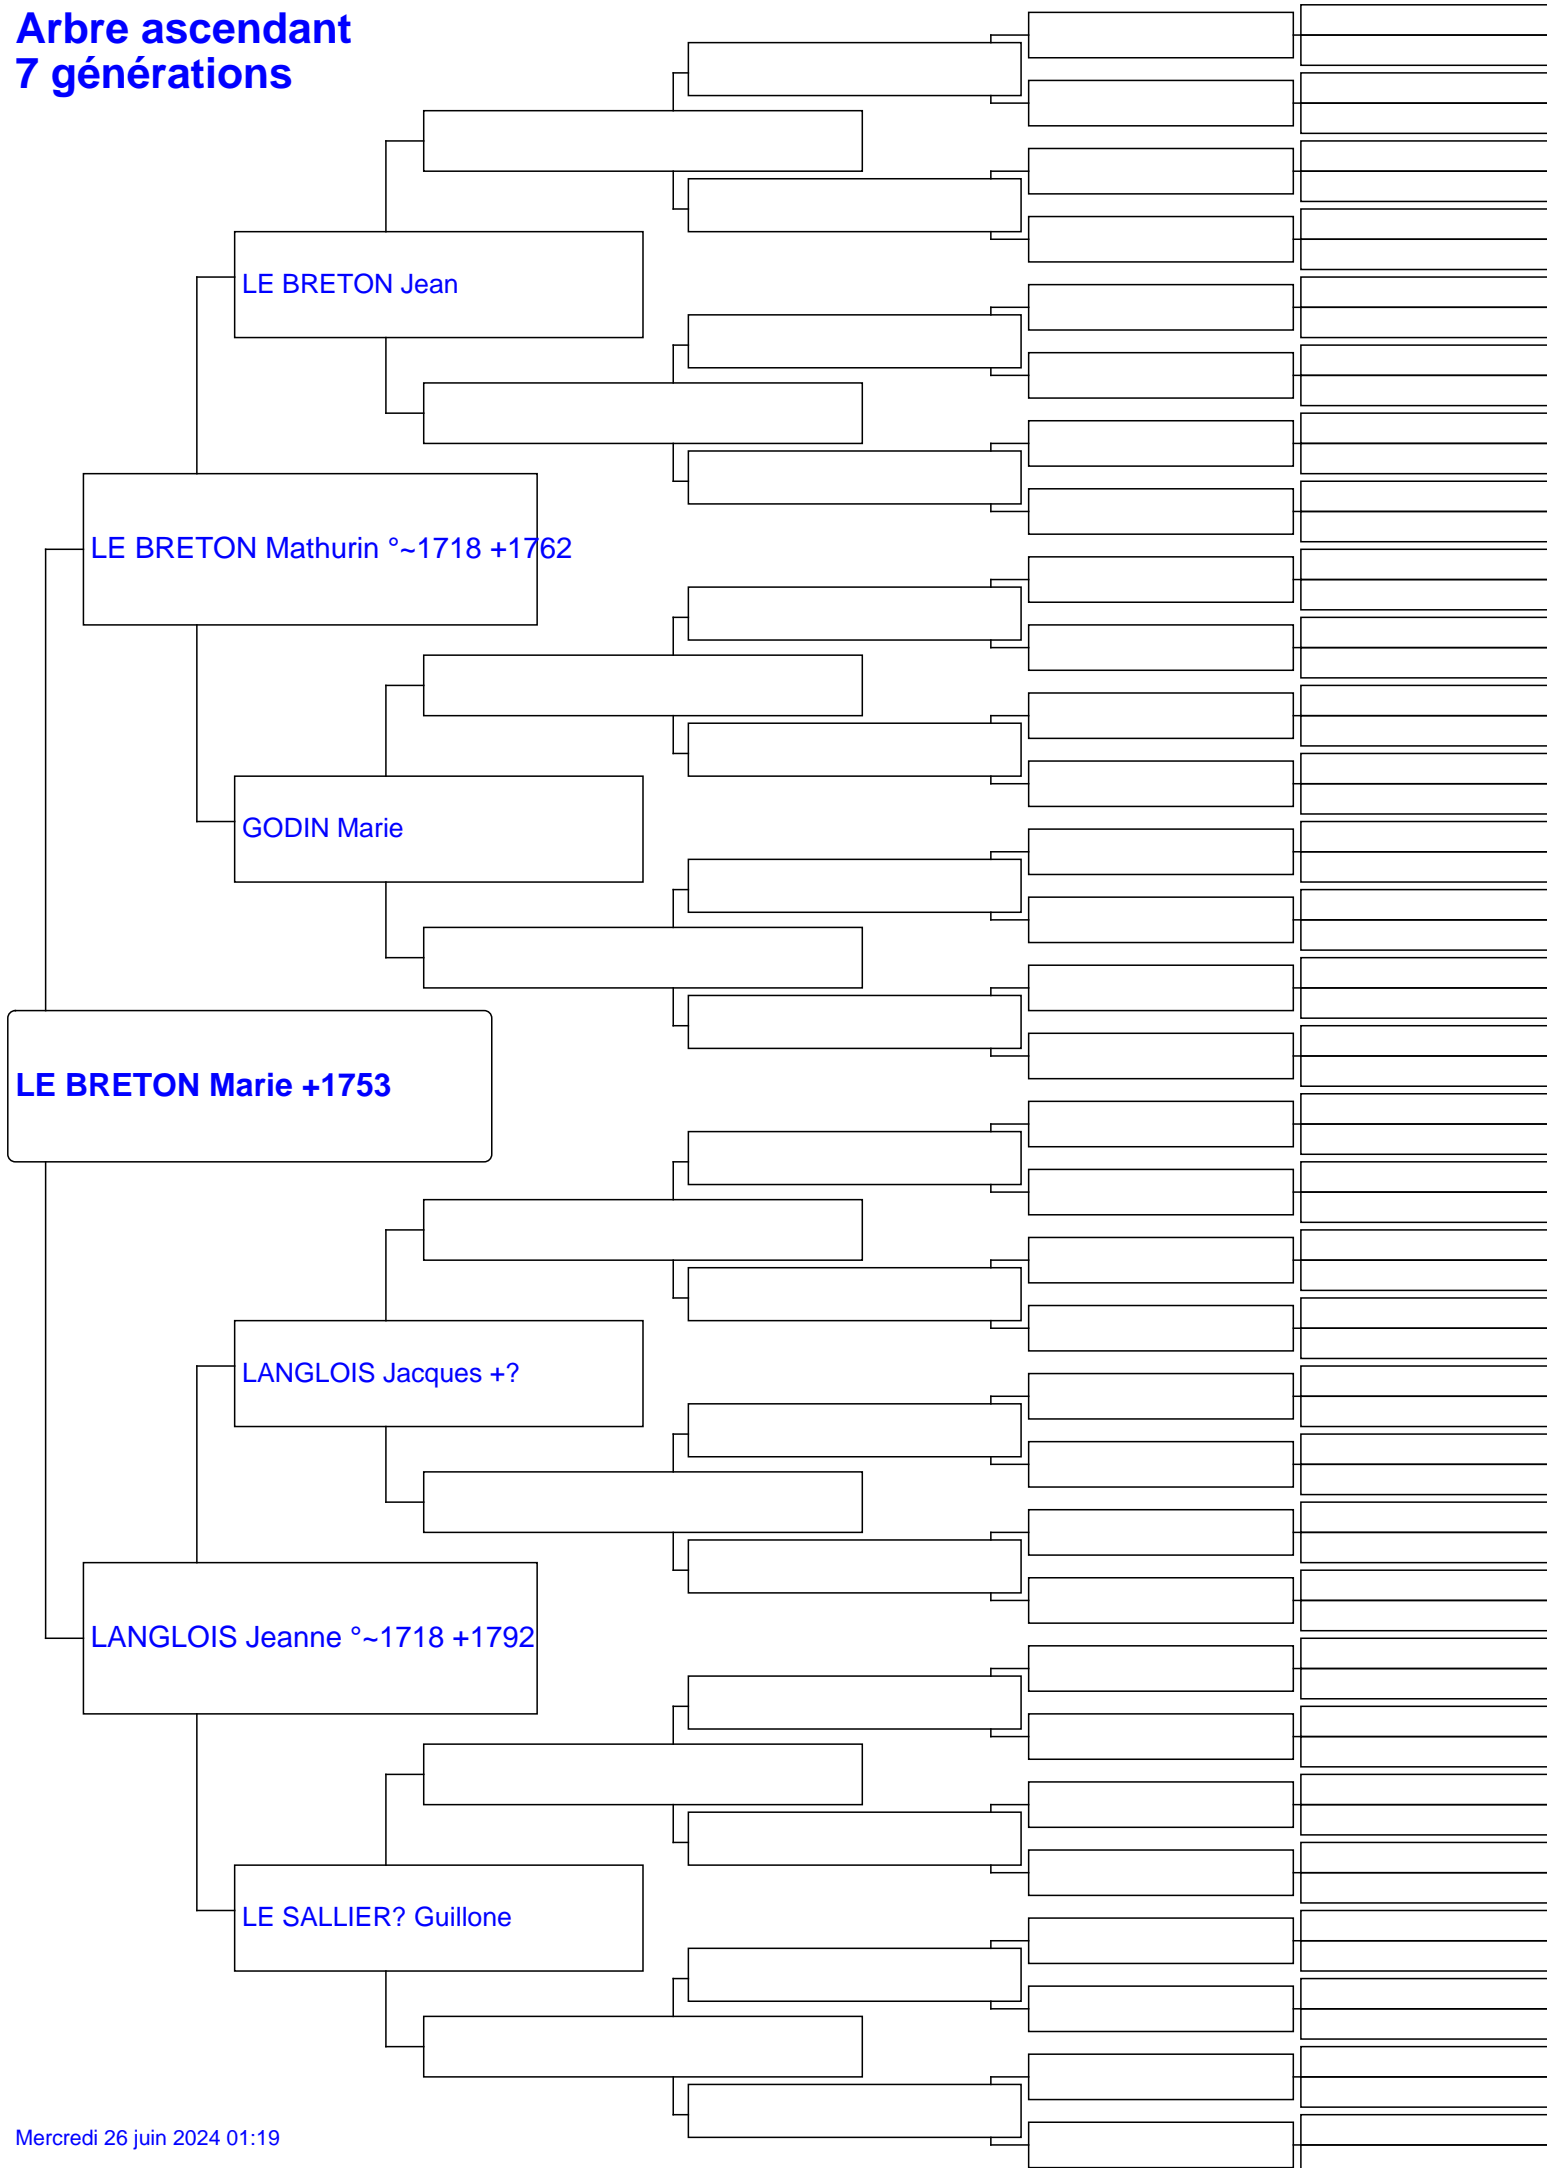 Arbre ascendant
7 générations
LE BRETON Jean
LE BRETON Mathurin °~1718 +1762
GODIN Marie
LE BRETON Marie +1753
LANGLOIS Jacques +?
LANGLOIS Jeanne °~1718 +1792
LE SALLIER? Guillone
Mercredi 26 juin 2024 01:19